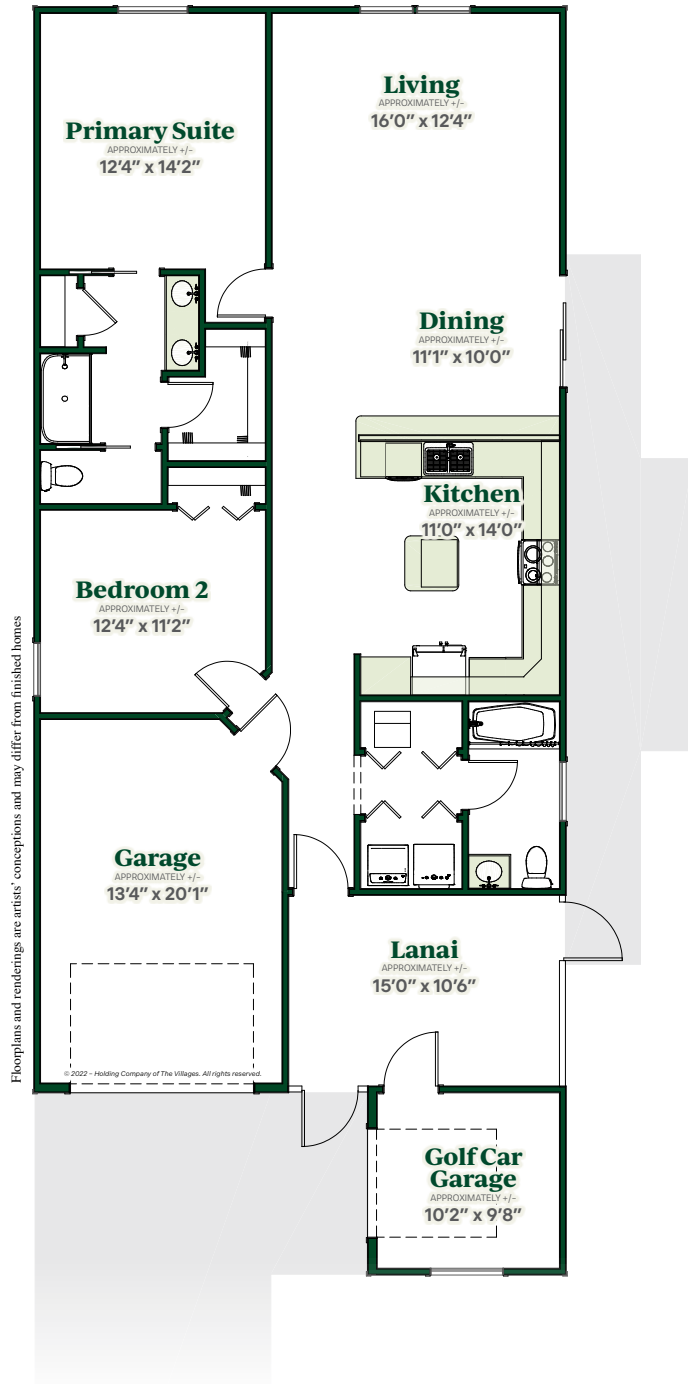 Living
APPROXIMATELY +/-
16’0” x 12’4”
Primary Suite
APPROXIMATELY +/-
12’4” x 14’2”
Dining
APPROXIMATELY +/-
11’1” x 10’0”
Kitchen
APPROXIMATELY +/-
11’0” x 14’0”
Bedroom 2
APPROXIMATELY +/-
12’4” x 11’2”
Floorplans and renderings are artists’ conceptions and may differ from finished homes
Garage
APPROXIMATELY +/-
13’4” x 20’1”
Lanai
APPROXIMATELY +/-
15’0” x 10’6”
© 2022 – Holding Company of The Villages. All rights reserved.
Golf Car
Garage
APPROXIMATELY +/-
10’2” x 9’8”